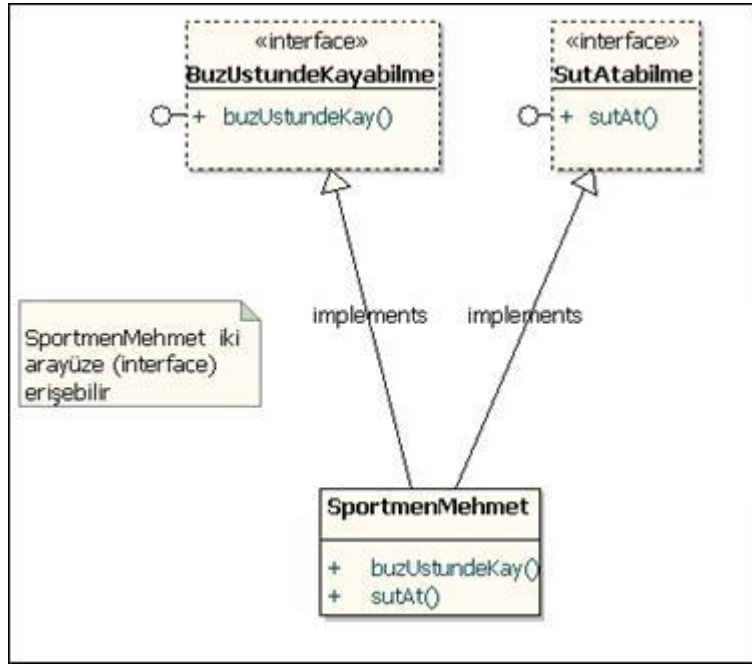 «interface»
BuzUstundeKayabilme
+ buzUstundeKay()
«interface»
SutAtabilme
+ sutAt()
implements
implements
SportmenMehmet iki
arayüze (interface)
erişebilir
SportmenMehmet
+ buzUstundeKay()
+ sutAt()